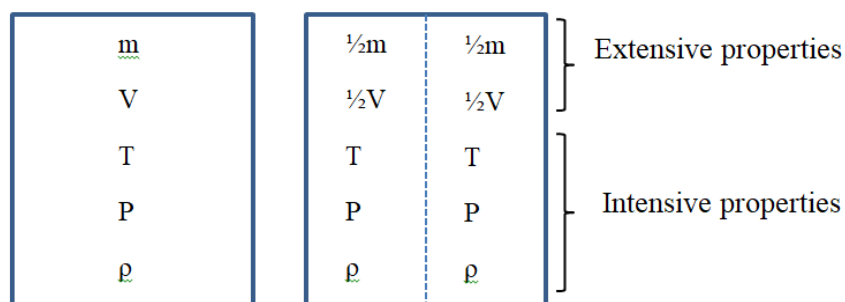 m ½m ½m Extensive properties
V ½V ½V
T T T
P P P Intensive properties
ρ ρ ρ